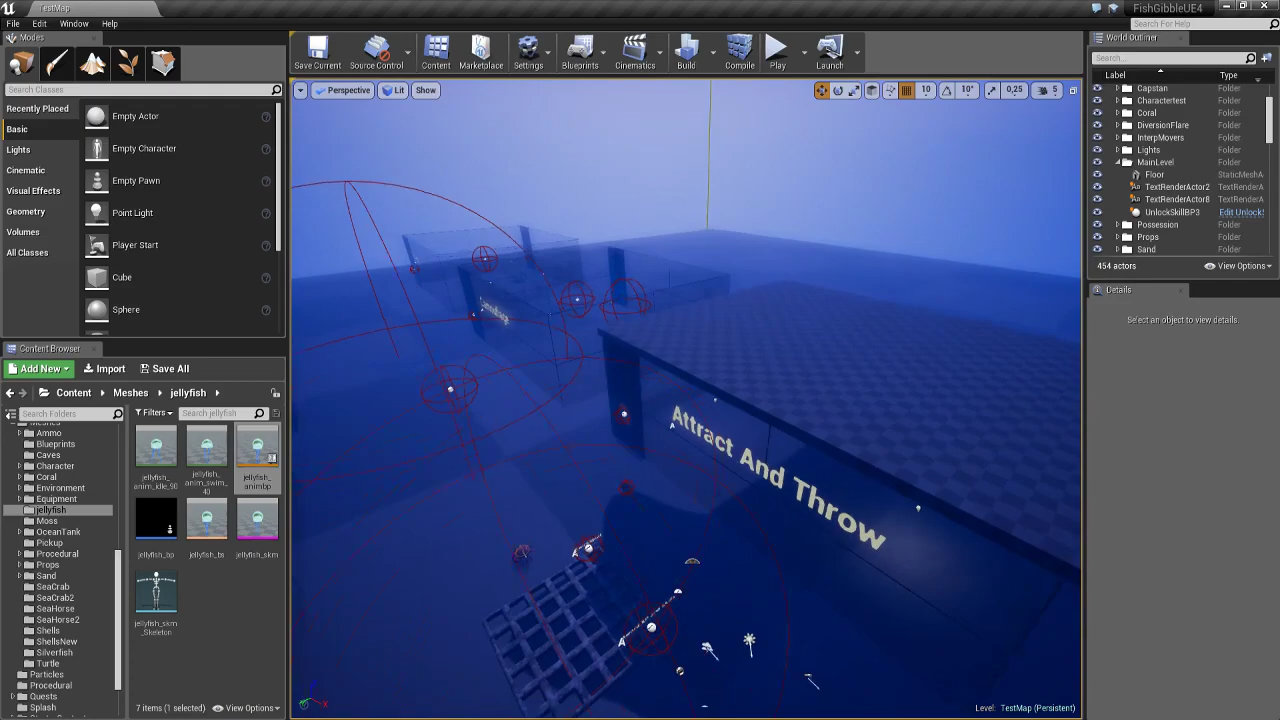 TestMap
FishGibbleUE4
File Edit Window Help
Search For Help
Modes
World Outliner
Save Current
Source Control
Content
Marketplace
Settings
Blueprints
Cinematics
Build
Compile
Play
Launch
Search Classes
Search...
Label Type
Perspective
Lit
Show
10
10°
0,25
5
Recently Placed
Basic
Lights
Cinematic
Visual Effects
Geometry
Volumes
All Classes
Empty Actor
Empty Character
Empty Pawn
Point Light
Player Start
Cube
Sphere
Capstan Folder
Charactertest Folder
Coral Folder
DiversionFlare Folder
InterpMovers Folder
Lights Folder
MainLevel Folder
Floor StaticMeshA
TextRenderActor2 TextRenderA
TextRenderActor8 TextRenderA
UnlockSkillBP3 Edit Unlock
Possession Folder
Props Folder
Sand Folder
454 actors
View Options
Details
Select an object to view details.
Attract And Throw
Content Browser
Add New
Import
Save All
Content
Meshes
jellyfish
Search Folders
Filters
Search jellyfish
Meshes
Ammo
Blueprints
Caves
Character
Coral
Environment
Equipment
jellyfish
Moss
OceanTank
Pickup
Procedural
Props
Sand
SeaCrab
SeaCrab2
SeaHorse
SeaHorse2
Shells
ShellsNew
Silverfish
Turtle
Particles
Procedural
Quests
Splash
jellyfish_
anim_idle_90
jellyfish_
anim_swim_
40
jellyfish_
animbp
jellyfish_bp
jellyfish_ts
jellyfish_skm
jellyfish_skm
_Skeleton
7 items (1 selected)
View Options
Level: TestMap (Persistent)